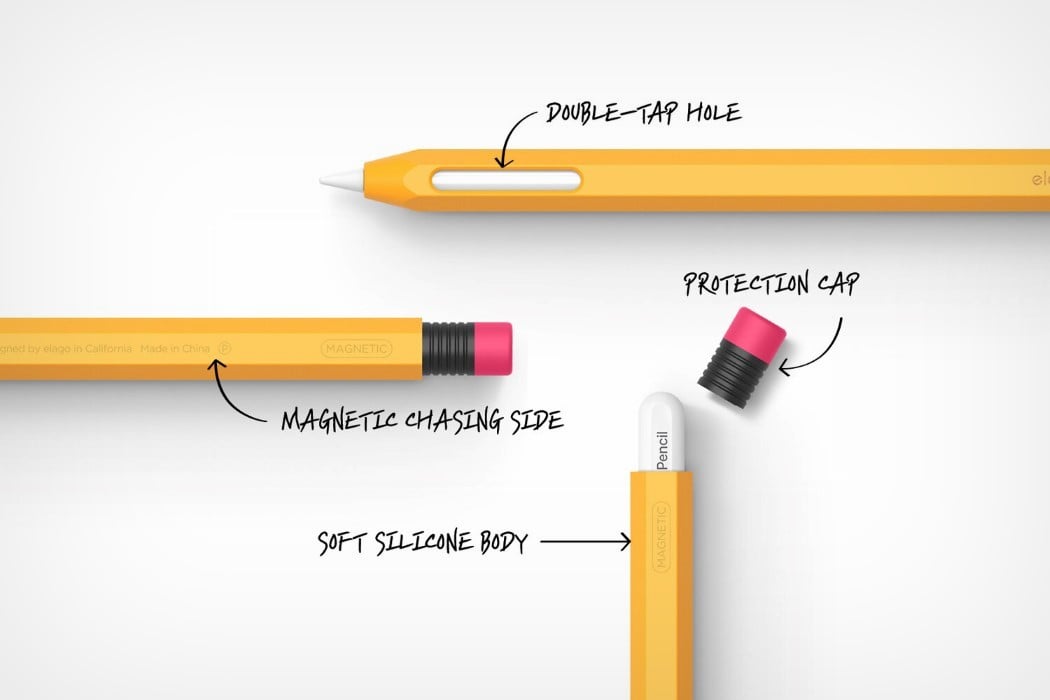 DOUBLE-TAP HOLE
PROTECTION CAP
by elago in California Made in China
MAGNETIC
MAGNETIC CHASING SIDE
Pencil
SOFT SILICONE BODY
MAGNETIC